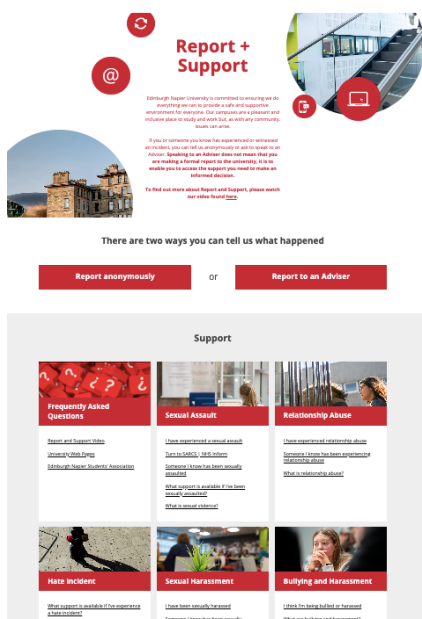 @
Report +
Support
Edinburgh Napier University is committed to ensuring we do
everything we can to provide a safe and supportive
environment for everyone. Our campuses are a pleasant and
inclusive place to study and work but, as with any community,
issues can arise.
If you or someone you know has experienced or witnessed
an incident, you can tell us anonymously or ask to speak to an
Adviser. Speaking to an Adviser does not mean that you
are making a formal report to the university, it is to
enable you to access the support you need to make an
informed decision.
To find out more about Report and Support, please watch
our video found here.
There are two ways you can tell us what happened
Report anonymously
or
Report to an Adviser
Support
Frequently Asked
Questions
Report and Support Video
University Web Pages
Edinburgh Napier Students' Association
Sexual Assault
I have experienced a sexual assault
Turn to SARCS | NHS Inform
Someone I know has been sexually
assaulted
What support is available if I've been
sexually assaulted?
What is sexual violence?
Relationship Abuse
I have experienced relationship abuse
Someone I know has been experiencing
relationship abuse
What is relationship abuse?
Hate Incident
What support is available if I've experience
a hate incident?
Sexual Harassment
I have been sexually harassed
Bullying and Harassment
I think I'm being bullied or harassed